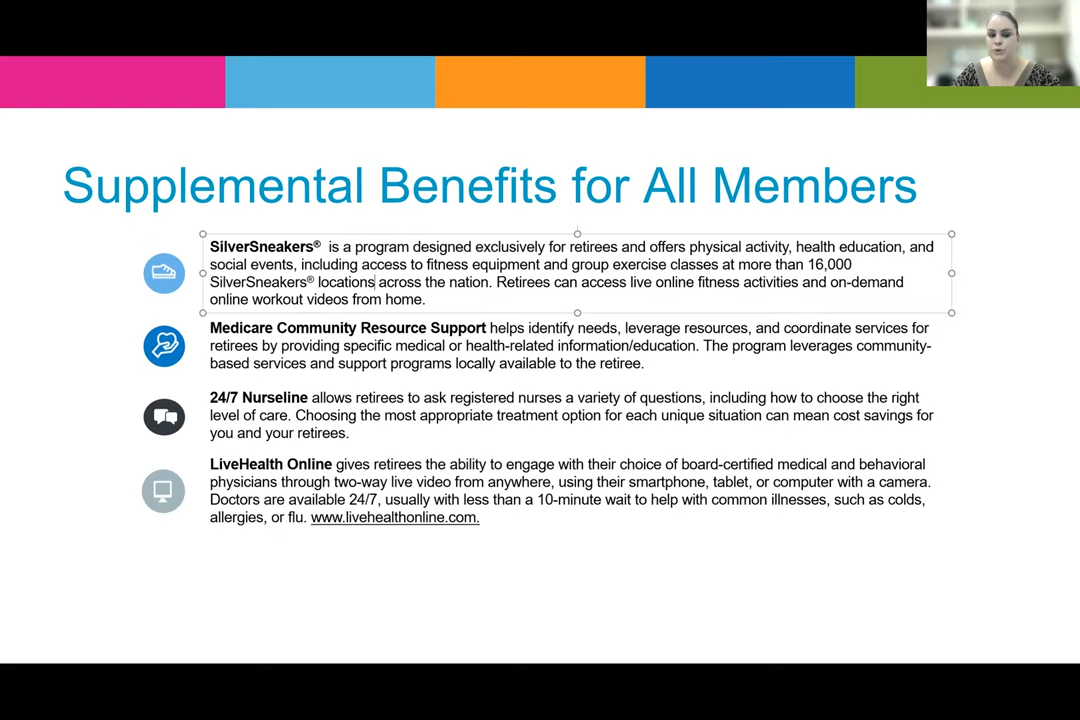 Supplemental Benefits for All Members
SilverSneakers® is a program designed exclusively for retirees and offers physical activity, health education, and
social events, including access to fitness equipment and group exercise classes at more than 16,000
SilverSneakers® locations across the nation. Retirees can access live online fitness activities and on-demand
online workout videos from home.
Medicare Community Resource Support helps identify needs, leverage resources, and coordinate services for
retirees by providing specific medical or health-related information/education. The program leverages community-
based services and support programs locally available to the retiree.
24/7 Nurseline allows retirees to ask registered nurses a variety of questions, including how to choose the right
level of care. Choosing the most appropriate treatment option for each unique situation can mean cost savings for
you and your retirees.
LiveHealth Online gives retirees the ability to engage with their choice of board-certified medical and behavioral
physicians through two-way live video from anywhere, using their smartphone, tablet, or computer with a camera.
Doctors are available 24/7, usually with less than a 10-minute wait to help with common illnesses, such as colds,
allergies, or flu. www.livehealthonline.com.